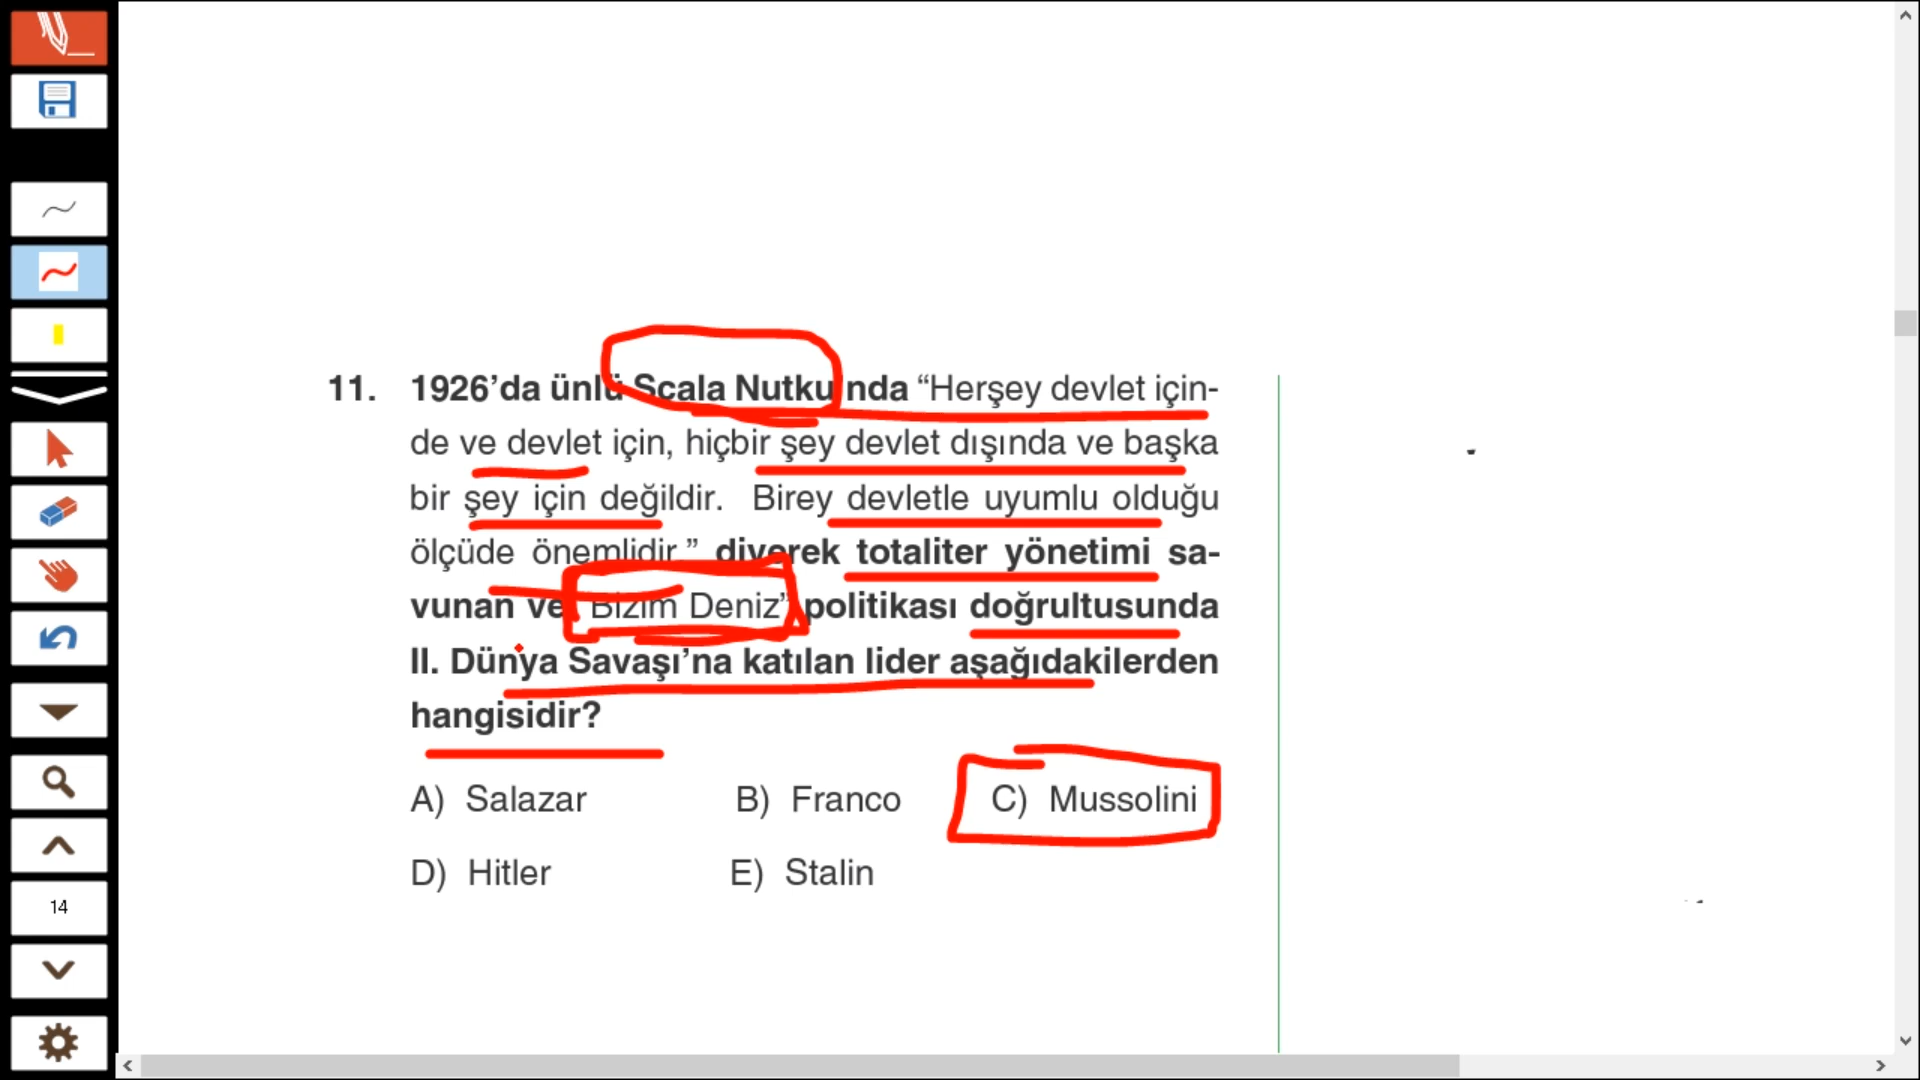 11. 1926’da ünlü Scala Nutku’nda “Herşey devlet için-
de ve devlet için, hiçbir şey devlet dışında ve başka
bir şey için değildir. Birey devletle uyumlu olduğu
ölçüde önemlidir.” diyerek totaliter yönetimi sa-
vunan ve “Bizim Deniz” politikası doğrultusunda
II. Dünya Savaşı’na katılan lider aşağıdakilerden
hangisidir?
A) Salazar B) Franco C) Mussolini
D) Hitler E) Stalin
14